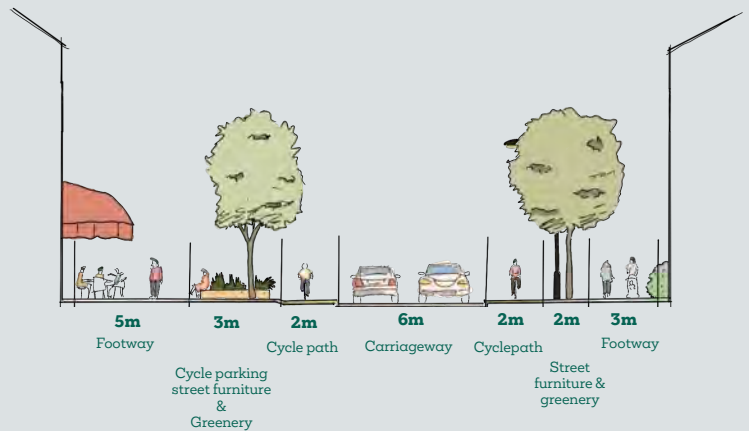 5m
Footway
3m
Cycle parking
street furniture
&
Greenery
2m
Cycle path
6m
Carriageway
2m
Cyclepath
2m
Street
furniture &
greenery
3m
Footway